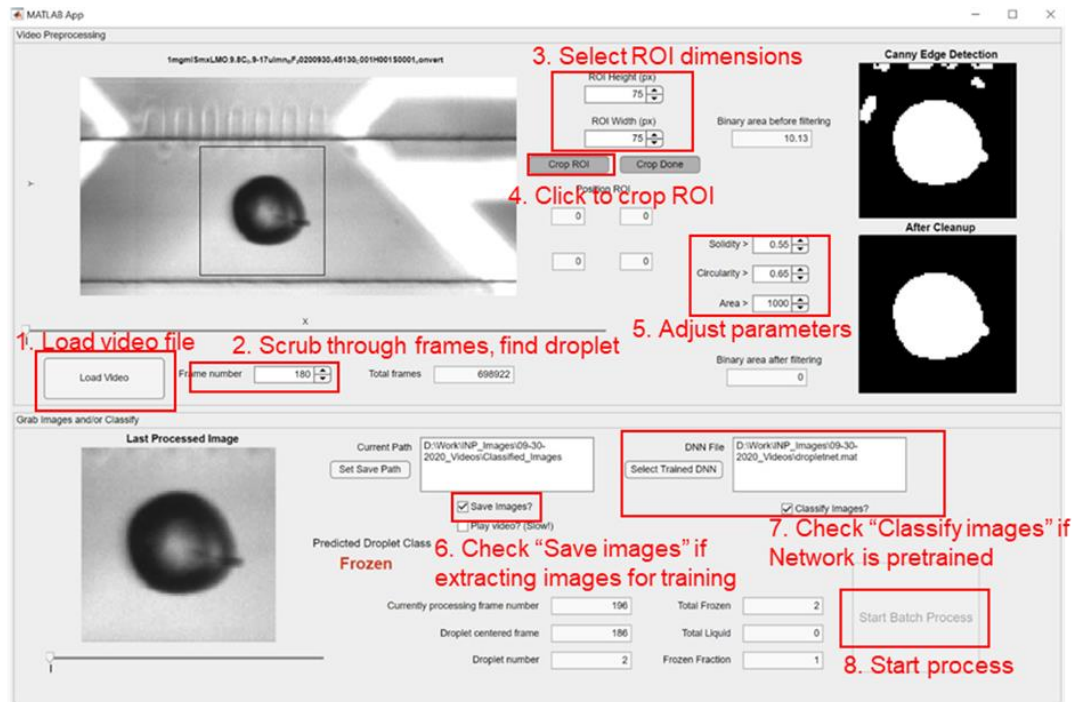 MATLAB App
Video Preprocessing
3. Select ROI dimensions
Canny Edge Detection
ROI Height (px)
75
ROI Width (px)
75
Binary area before filtering
10.13
Crop ROI
Crop Done
4. Click to crop ROI
Position ROI
0
0
0
0
After Cleanup
Y
Solidity > 0.55
Circularity > 0.65
Area > 1000
5. Adjust parameters
X
1. Load video file
2. Scrub through frames, find droplet
Binary area after filtering
0
Load Video
Frame number 180
Total frames 698922
Grab Images and/or Classify
Last Processed Image
Current Path
D:\Work\INP_Images\09-30-
2020_Videos\Classified_Images
Set Save Path
DNN File
D:\Work\INP_Images\09-30-
2020_Videos\dropletnet.mat
Select Trained DNN
Save Images?
Classify Images?
Play video? (Slow!)
Predicted Droplet Class
Frozen
6. Check “Save images” if
extracting images for training
7. Check “Classify images” if
Network is pretrained
Currently processing frame number 196
Total Frozen 2
Start Batch Process
Droplet centered frame 186
Total Liquid 0
Droplet number 2
Frozen Fraction 1
8. Start process